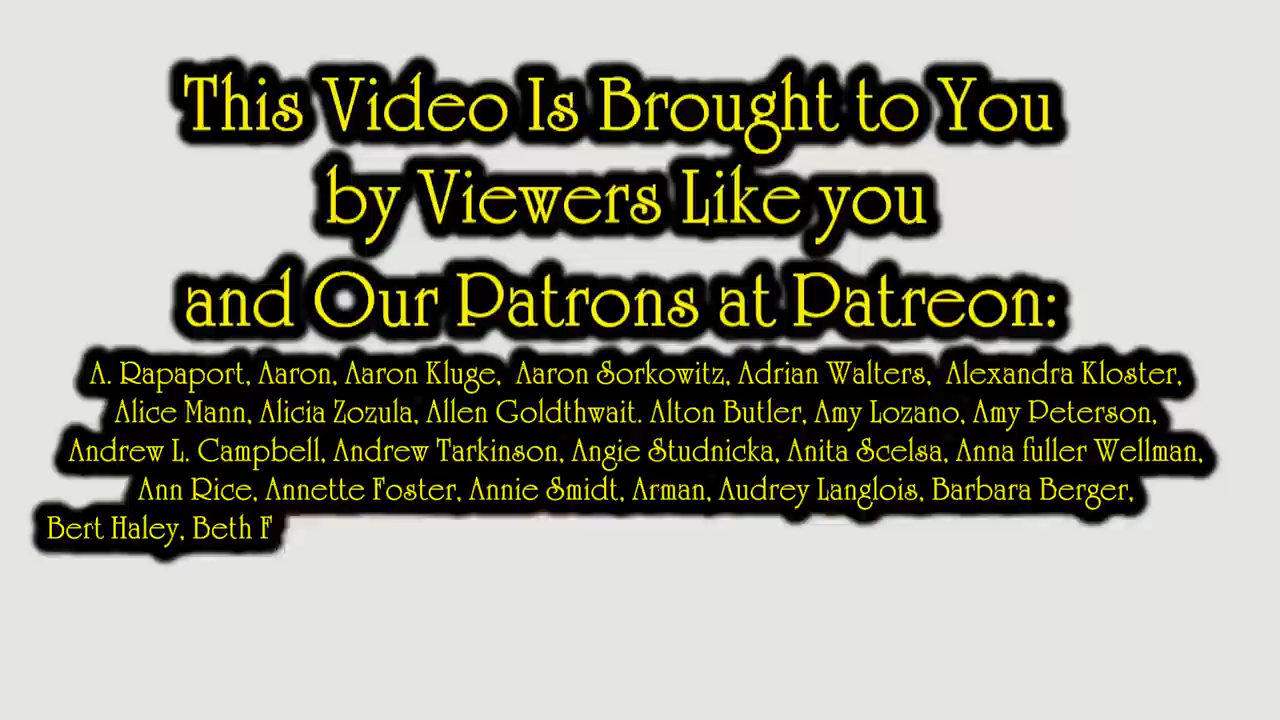 This Video Is Brought to You
by Viewers Like you
and Our Patrons at Patreon:
A. Rapaport, Aaron, Aaron Kluge, Aaron Sorkowitz, Adrian Walters, Alexandra Kloster,
Alice Mann, Alicia Zozula, Allen Goldthwait. Alton Butler, Amy Lozano, Amy Peterson,
Andrew L. Campbell, Andrew Tarkinson, Angie Studnicka, Anita Scelsa, Anna fuller Wellman,
Ann Rice, Annette Foster, Annie Smidt, Arman, Audrey Langlois, Barbara Berger,
Bert Haley, Beth F